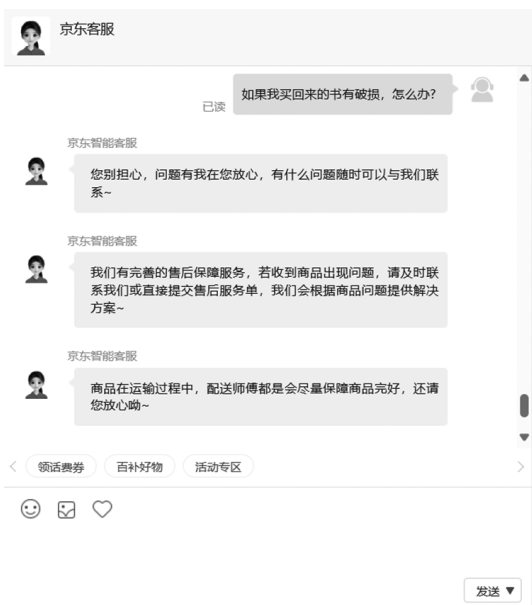 京东客服
如果我买回来的书有破损，怎么办？
已读
京东智能客服
您别担心，问题有我在您放心，有什么问题随时可以与我们联
系~
京东智能客服
我们有完善的售后保障服务，若收到商品出现问题，请及时联
系我们或直接提交售后服务单，我们会根据商品问题提供解决
方案~
京东智能客服
商品在运输过程中，配送师傅都是会尽量保障商品完好，还请
您放心呦~
领话费券
百补好物
活动专区
发送